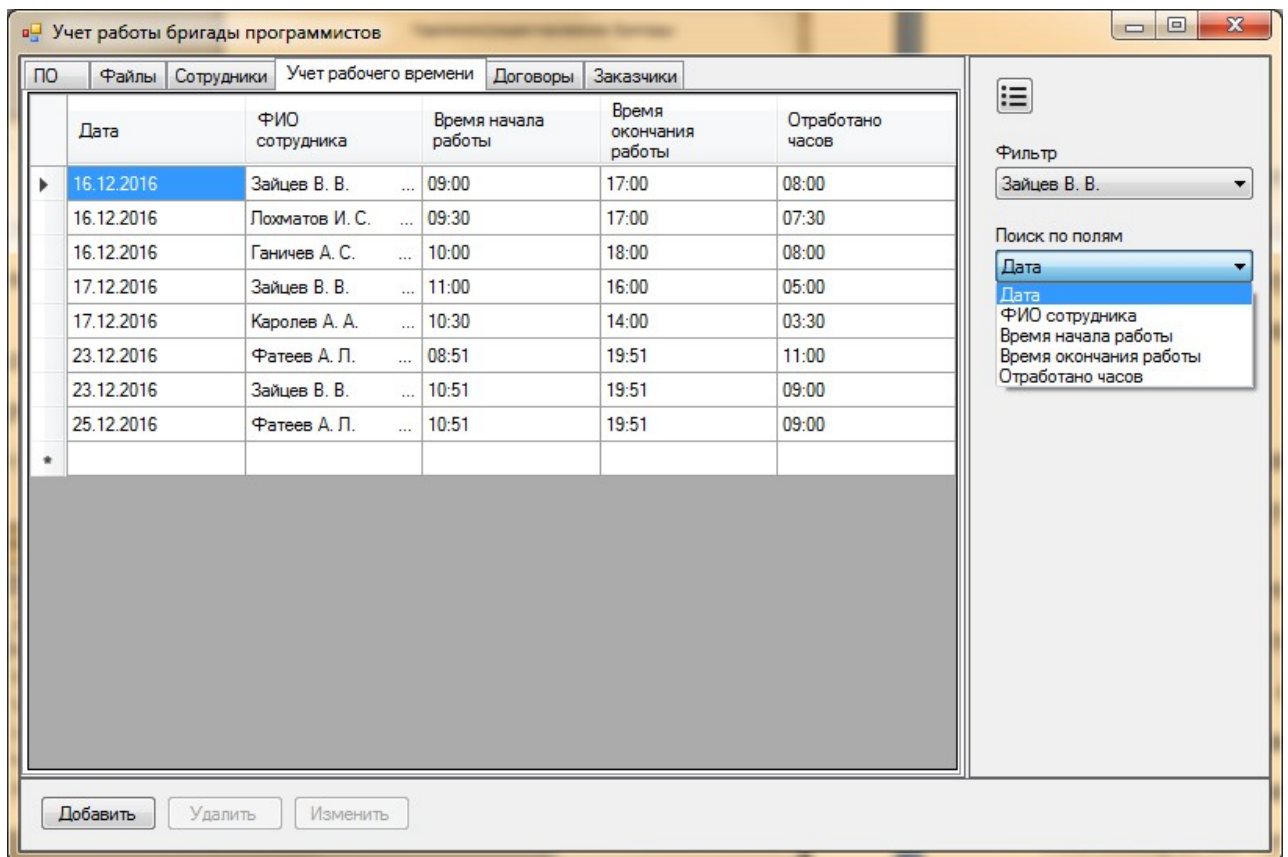 Учет работы бригады программистов
ПО Файлы Сотрудники Учет рабочего времени Договоры Заказчики
Дата ФИО сотрудника Время начала работы Время окончания работы Отработано часов
16.12.2016 Зайцев В. В. ... 09:00 17:00 08:00
16.12.2016 Лохматов И. С. ... 09:30 17:00 07:30
16.12.2016 Ганичев А. С. ... 10:00 18:00 08:00
17.12.2016 Зайцев В. В. ... 11:00 16:00 05:00
17.12.2016 Каролев А. А. ... 10:30 14:00 03:30
23.12.2016 Фатеев А. Л. ... 08:51 19:51 11:00
23.12.2016 Зайцев В. В. ... 10:51 19:51 09:00
25.12.2016 Фатеев А. Л. ... 10:51 19:51 09:00
*
Фильтр
Зайцев В. В.
Поиск по полям
Дата
Дата
ФИО сотрудника
Время начала работы
Время окончания работы
Отработано часов
Добавить Удалить Изменить